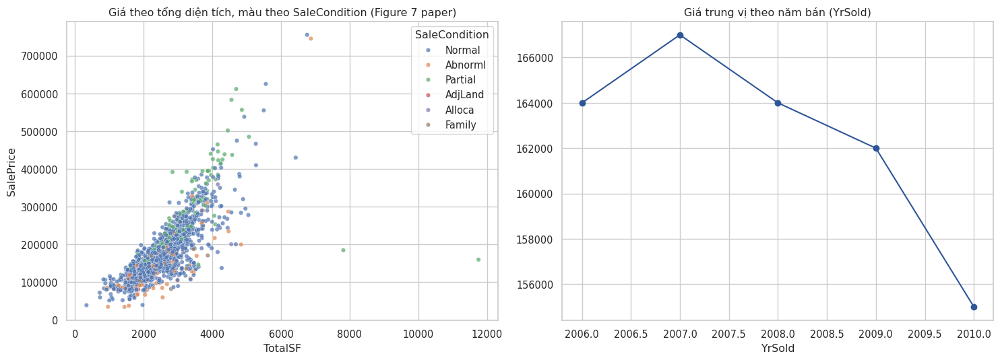 Giá theo tổng diện tích, màu theo SaleCondition (Figure 7 paper)
SaleCondition
Normal
Abnorml
Partial
AdjLand
Alloca
Family
700000
600000
500000
400000
300000
200000
100000
0
SalePrice
0 2000 4000 6000 8000 10000 12000
TotalSF
Giá trung vị theo năm bán (YrSold)
166000
164000
162000
160000
158000
156000
2006.0 2006.5 2007.0 2007.5 2008.0 2008.5 2009.0 2009.5 2010.0
YrSold